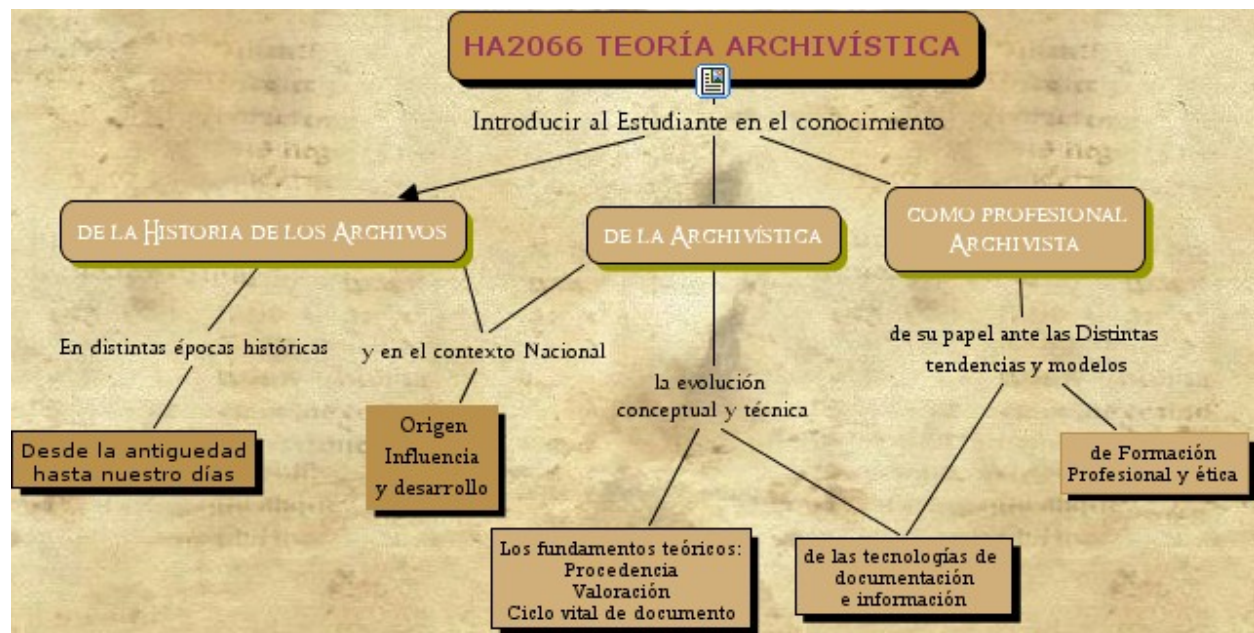 HA2066 TEORÍA ARCHIVÍSTICA
Introducir al Estudiante en el conocimiento
DE LA HISTORIA DE LOS ARCHIVOS
DE LA ARCHIVÍSTICA
COMO PROFESIONAL
ARCHIVISTA
En distintas épocas históricas
y en el contexto Nacional
la evolución
conceptual y técnica
de su papel ante las Distintas
tendencias y modelos
Desde la antiguedad
hasta nuestro días
Origen
Influencia
y desarrollo
de Formación
Profesional y ética
Los fundamentos teóricos:
Procedencia
Valoración
Ciclo vital de documento
de las tecnologías de
documentación
e información